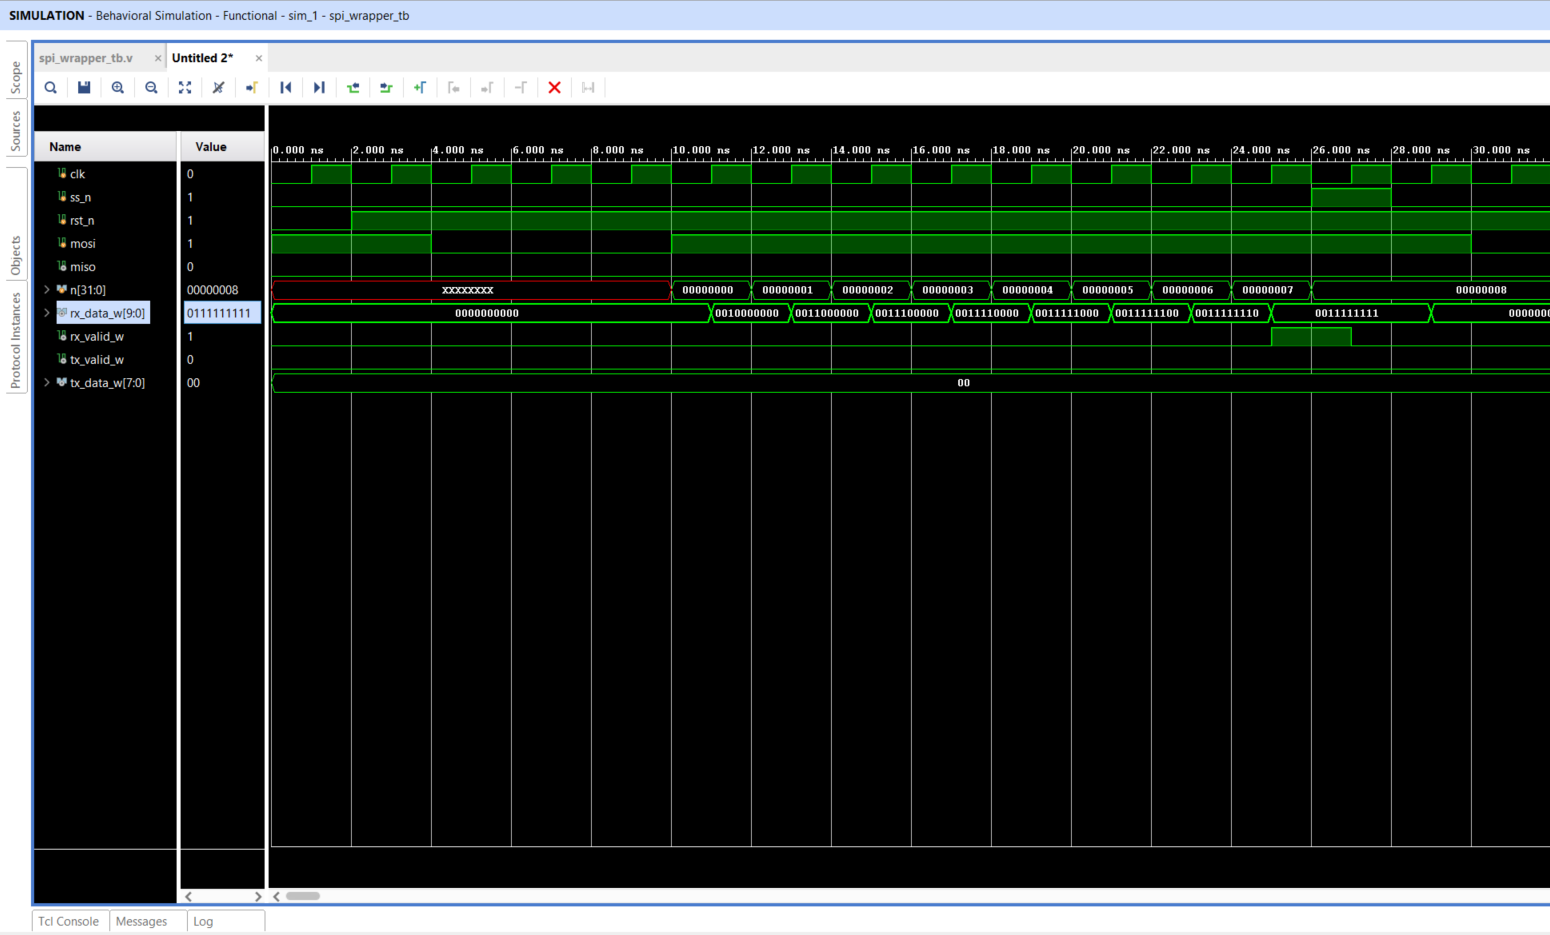 SIMULATION - Behavioral Simulation - Functional - sim_1 - spi_wrapper_tb
spi_wrapper_tb.v × Untitled 2* ×
Scope
Sources
Objects
Protocol Instances
Name Value
0.000 ns 2.000 ns 4.000 ns 6.000 ns 8.000 ns 10.000 ns 12.000 ns 14.000 ns 16.000 ns 18.000 ns 20.000 ns 22.000 ns 24.000 ns 26.000 ns 28.000 ns 30.000 ns
clk 0
ss_n 1
rst_n 1
mosi 1
miso 0
n[31:0] 00000008 XXXXXXXX 00000000 00000001 00000002 00000003 00000004 00000005 00000006 00000007 00000008
rx_data_w[9:0] 0111111111 0000000000 0010000000 0011000000 0011100000 0011110000 0011111000 0011111100 0011111110 0011111111 000000
rx_valid_w 1
tx_valid_w 0
tx_data_w[7:0] 00 00
Tcl Console Messages Log